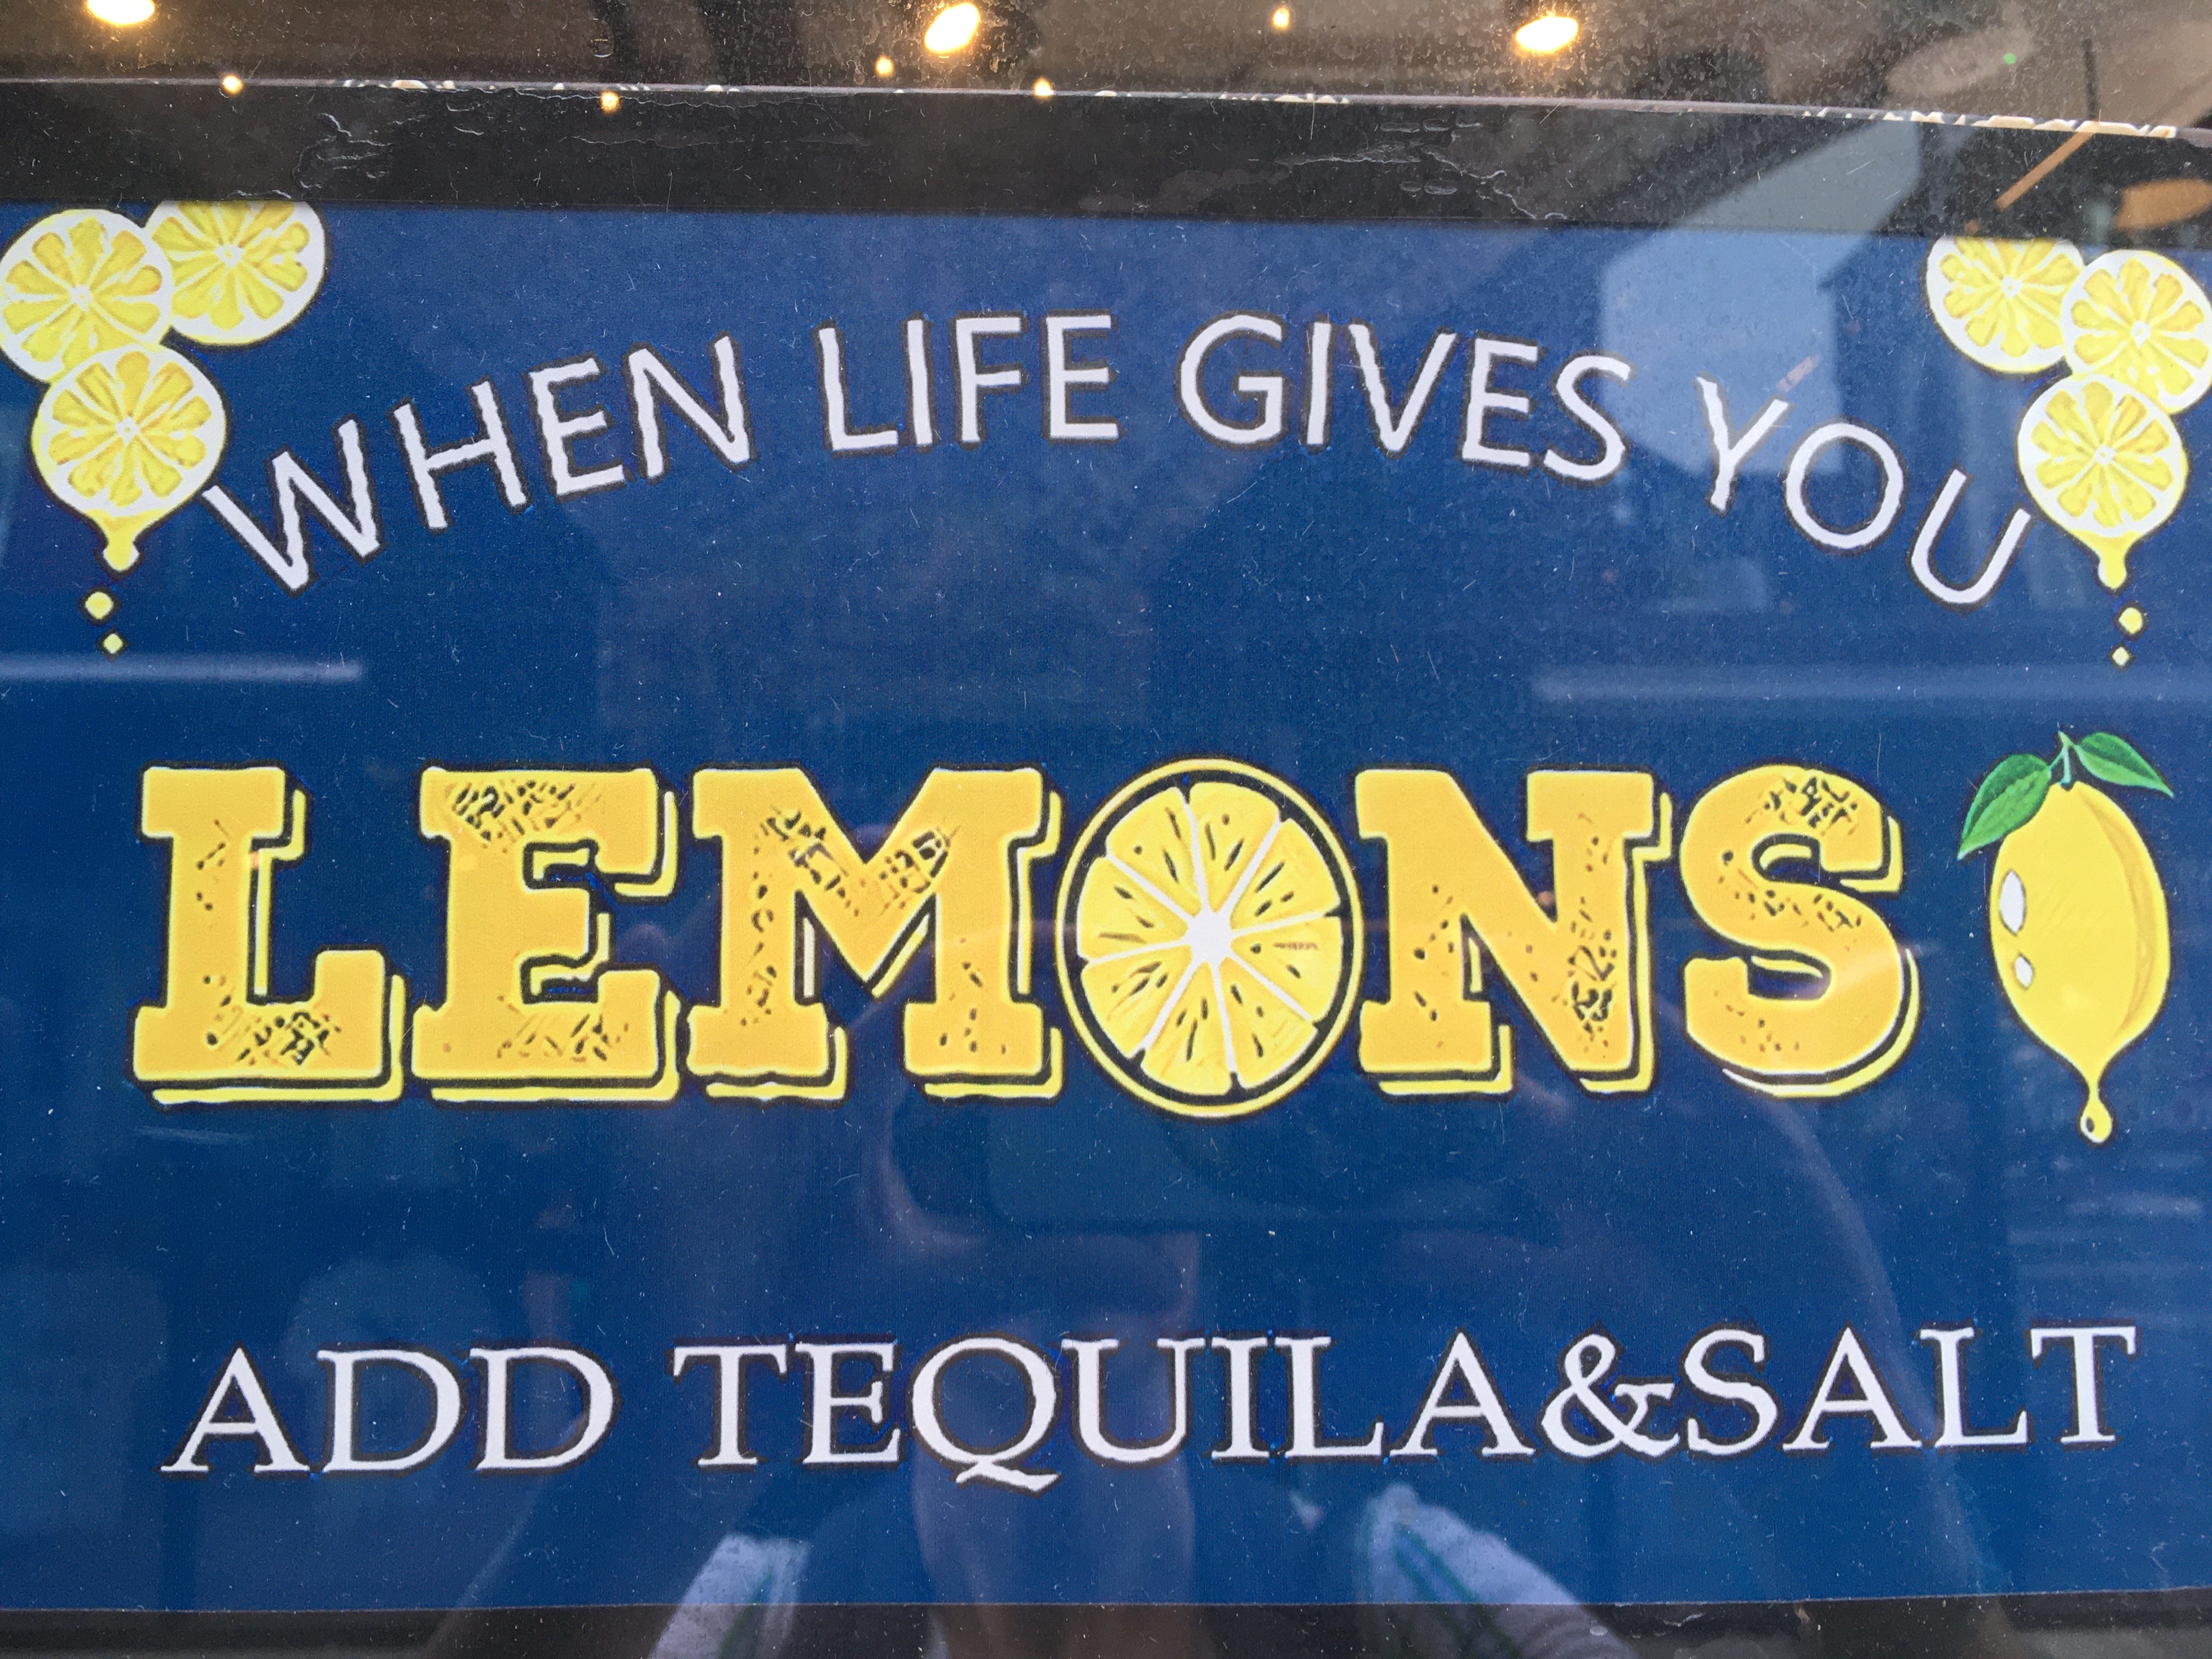 WHEN LIFE GIVES YOU
LEMONS
ADD TEQUILA&SALT